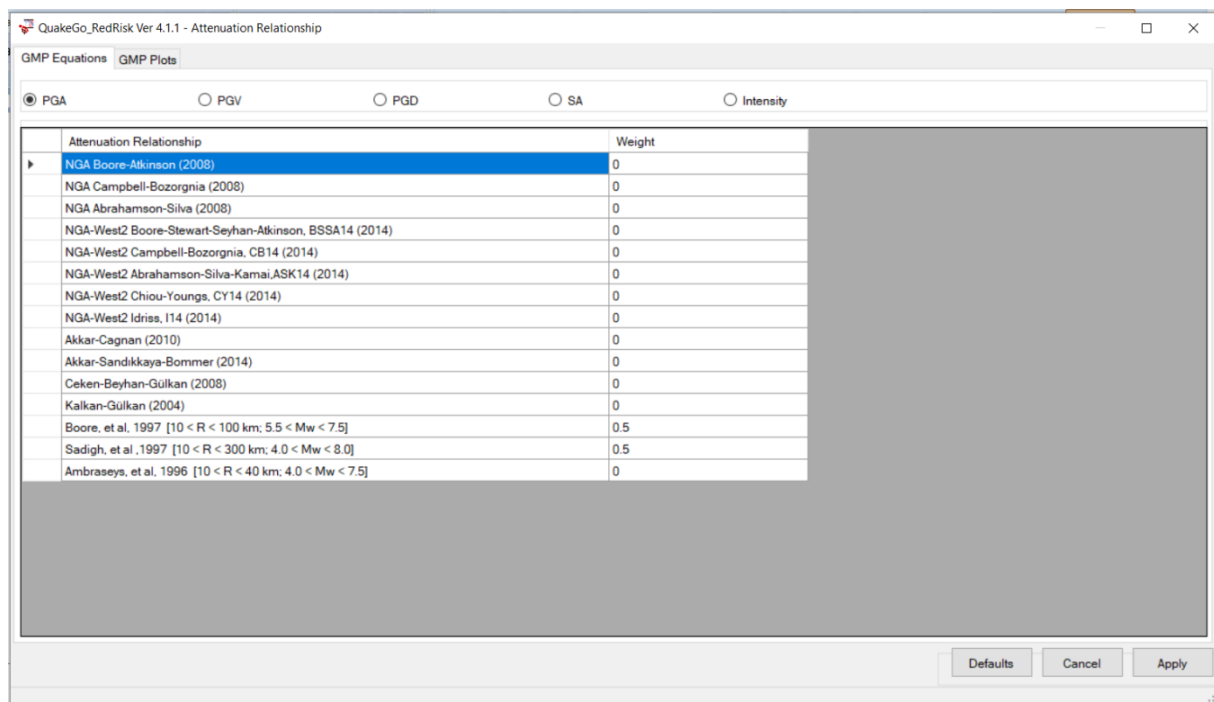 QuakeGo_RedRisk Ver 4.1.1 - Attenuation Relationship
GMP Equations GMP Plots
PGA PGV PGD SA Intensity
Attenuation Relationship Weight
NGA Boore-Atkinson (2008) 0
NGA Campbell-Bozorgnia (2008) 0
NGA Abrahamson-Silva (2008) 0
NGA-West2 Boore-Stewart-Seyhan-Atkinson, BSSA14 (2014) 0
NGA-West2 Campbell-Bozorgnia, CB14 (2014) 0
NGA-West2 Abrahamson-Silva-Kamai,ASK14 (2014) 0
NGA-West2 Chiou-Youngs, CY14 (2014) 0
NGA-West2 Idriss, I14 (2014) 0
Akkar-Cagnan (2010) 0
Akkar-Sandıkkaya-Bommer (2014) 0
Ceken-Beyhan-Gülkan (2008) 0
Kalkan-Gülkan (2004) 0
Boore, et al, 1997 [10 < R < 100 km; 5.5 < Mw < 7.5] 0.5
Sadigh, et al ,1997 [10 < R < 300 km; 4.0 < Mw < 8.0] 0.5
Ambraseys, et al, 1996 [10 < R < 40 km; 4.0 < Mw < 7.5] 0
Defaults Cancel Apply